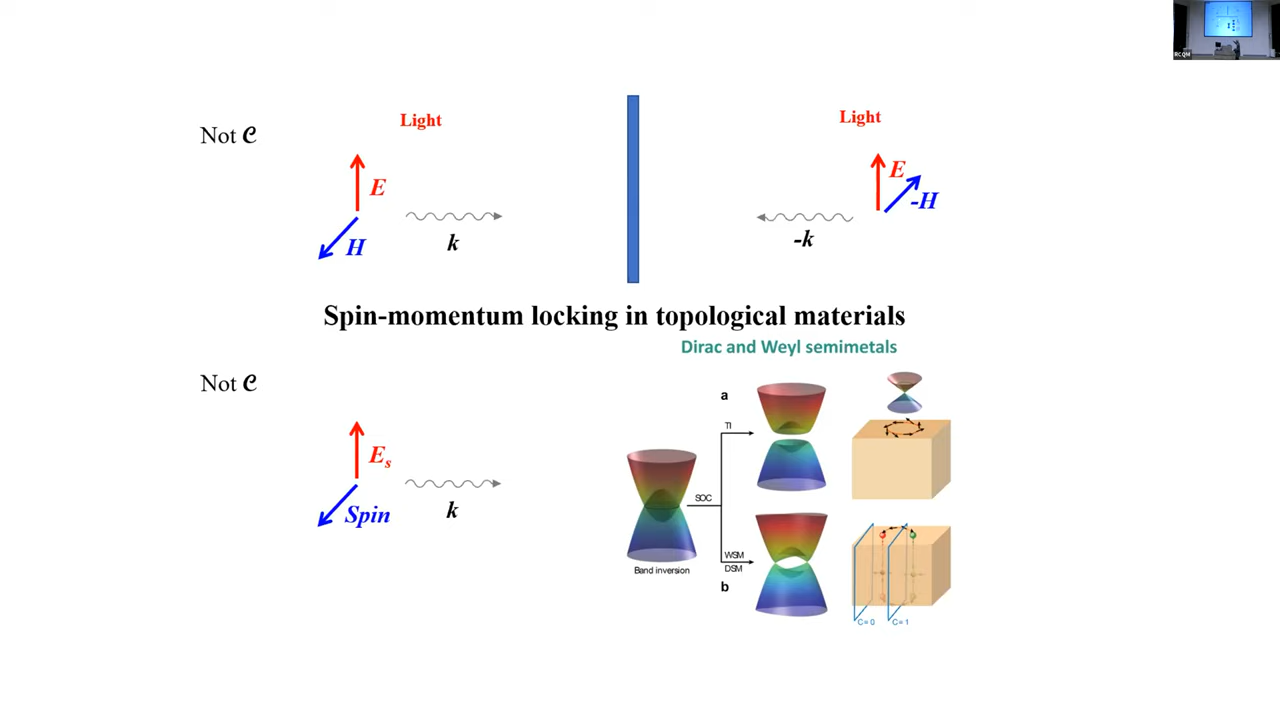 RCQM
Not 𝒞
Light
Light
E
H
k
E
-H
-k
Spin-momentum locking in topological materials
Dirac and Weyl semimetals
Not 𝒞
Es
Spin
k
a
TI
SOC
Band inversion
WSM
DSM
b
C= 0
C= 1